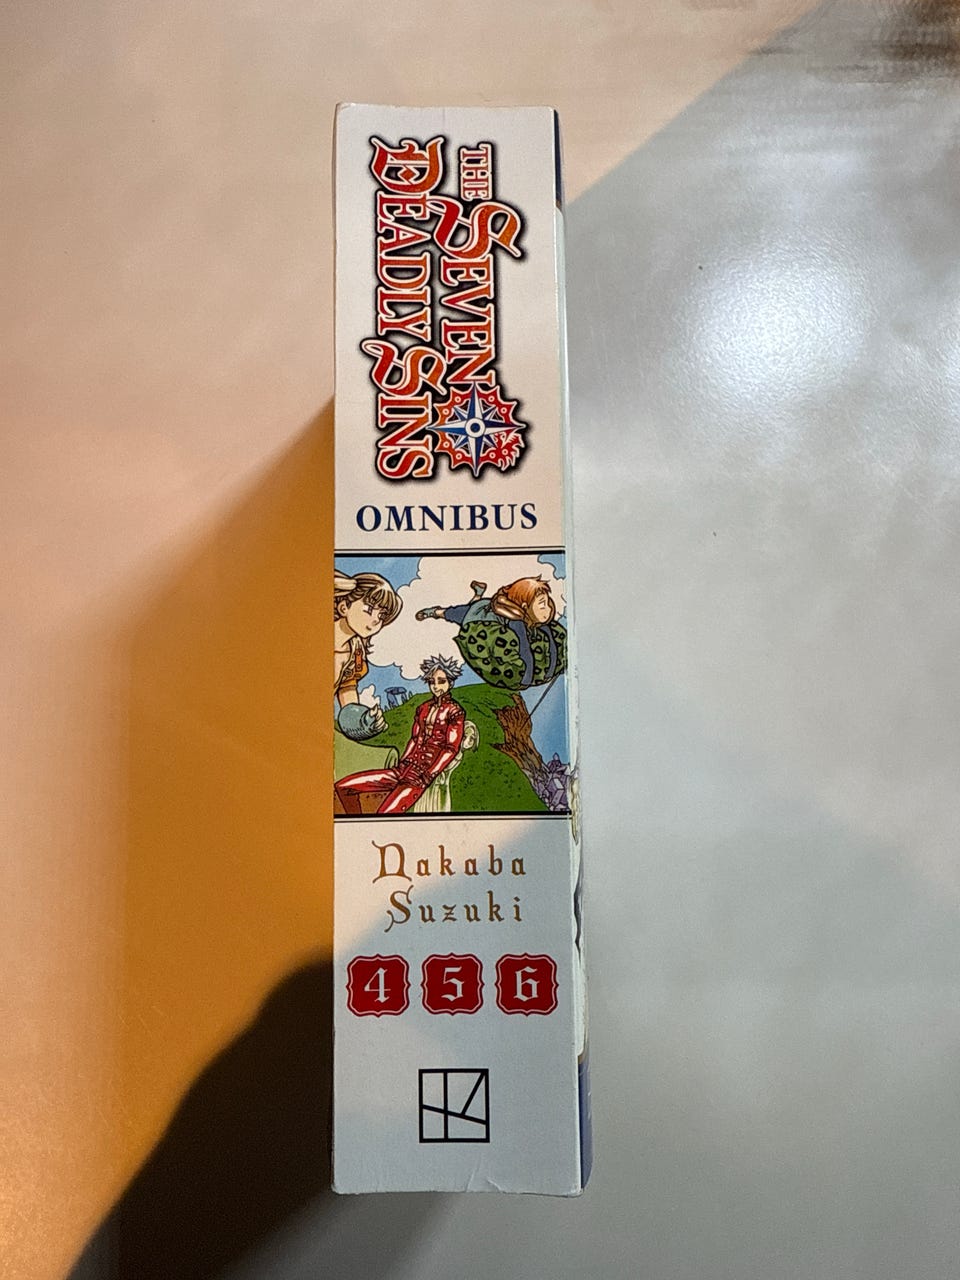 THE SEVEN
DEADLY SINS
OMNIBUS
Nakaba
Suzuki
4 5 6